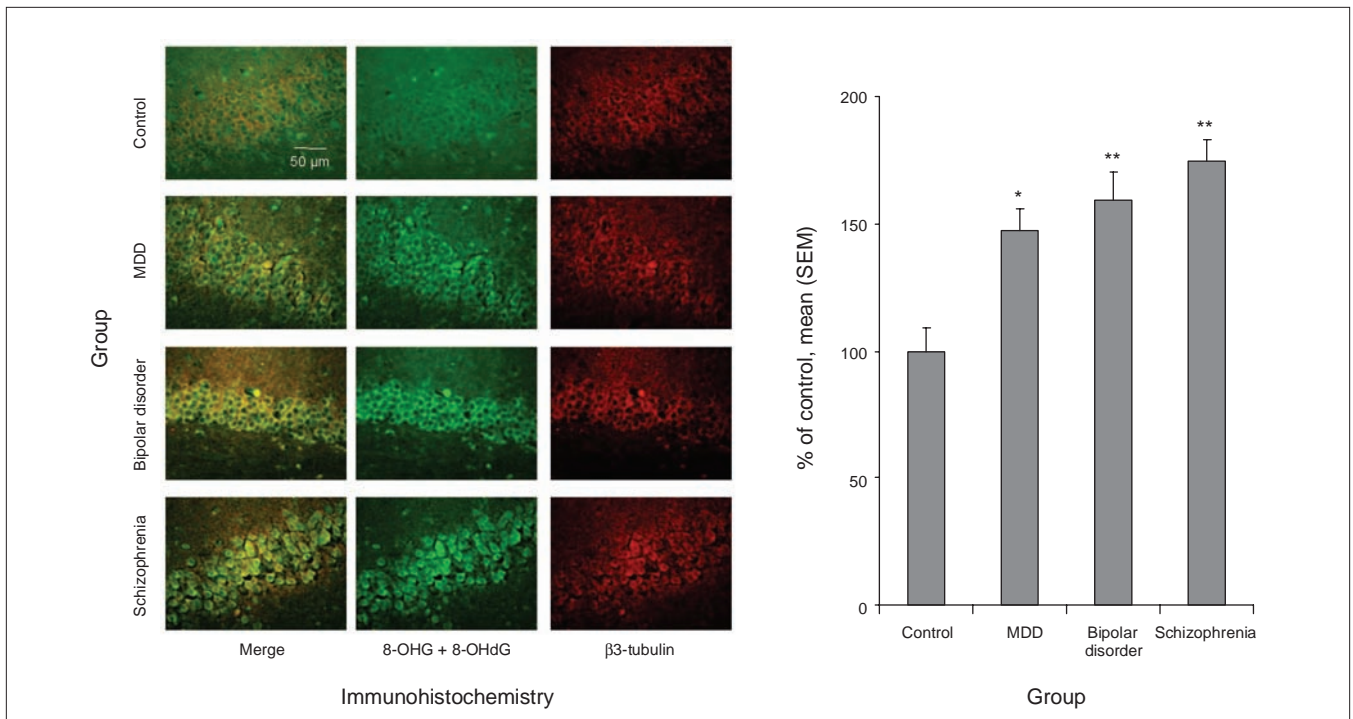 Group
Control
50 µm
MDD
Bipolar disorder
Schizophrenia
Merge
8-OHG + 8-OHdG
β3-tubulin
Immunohistochemistry
% of control, mean (SEM)
200
150
100
50
0
*
**
**
Control
MDD
Bipolar
disorder
Schizophrenia
Group